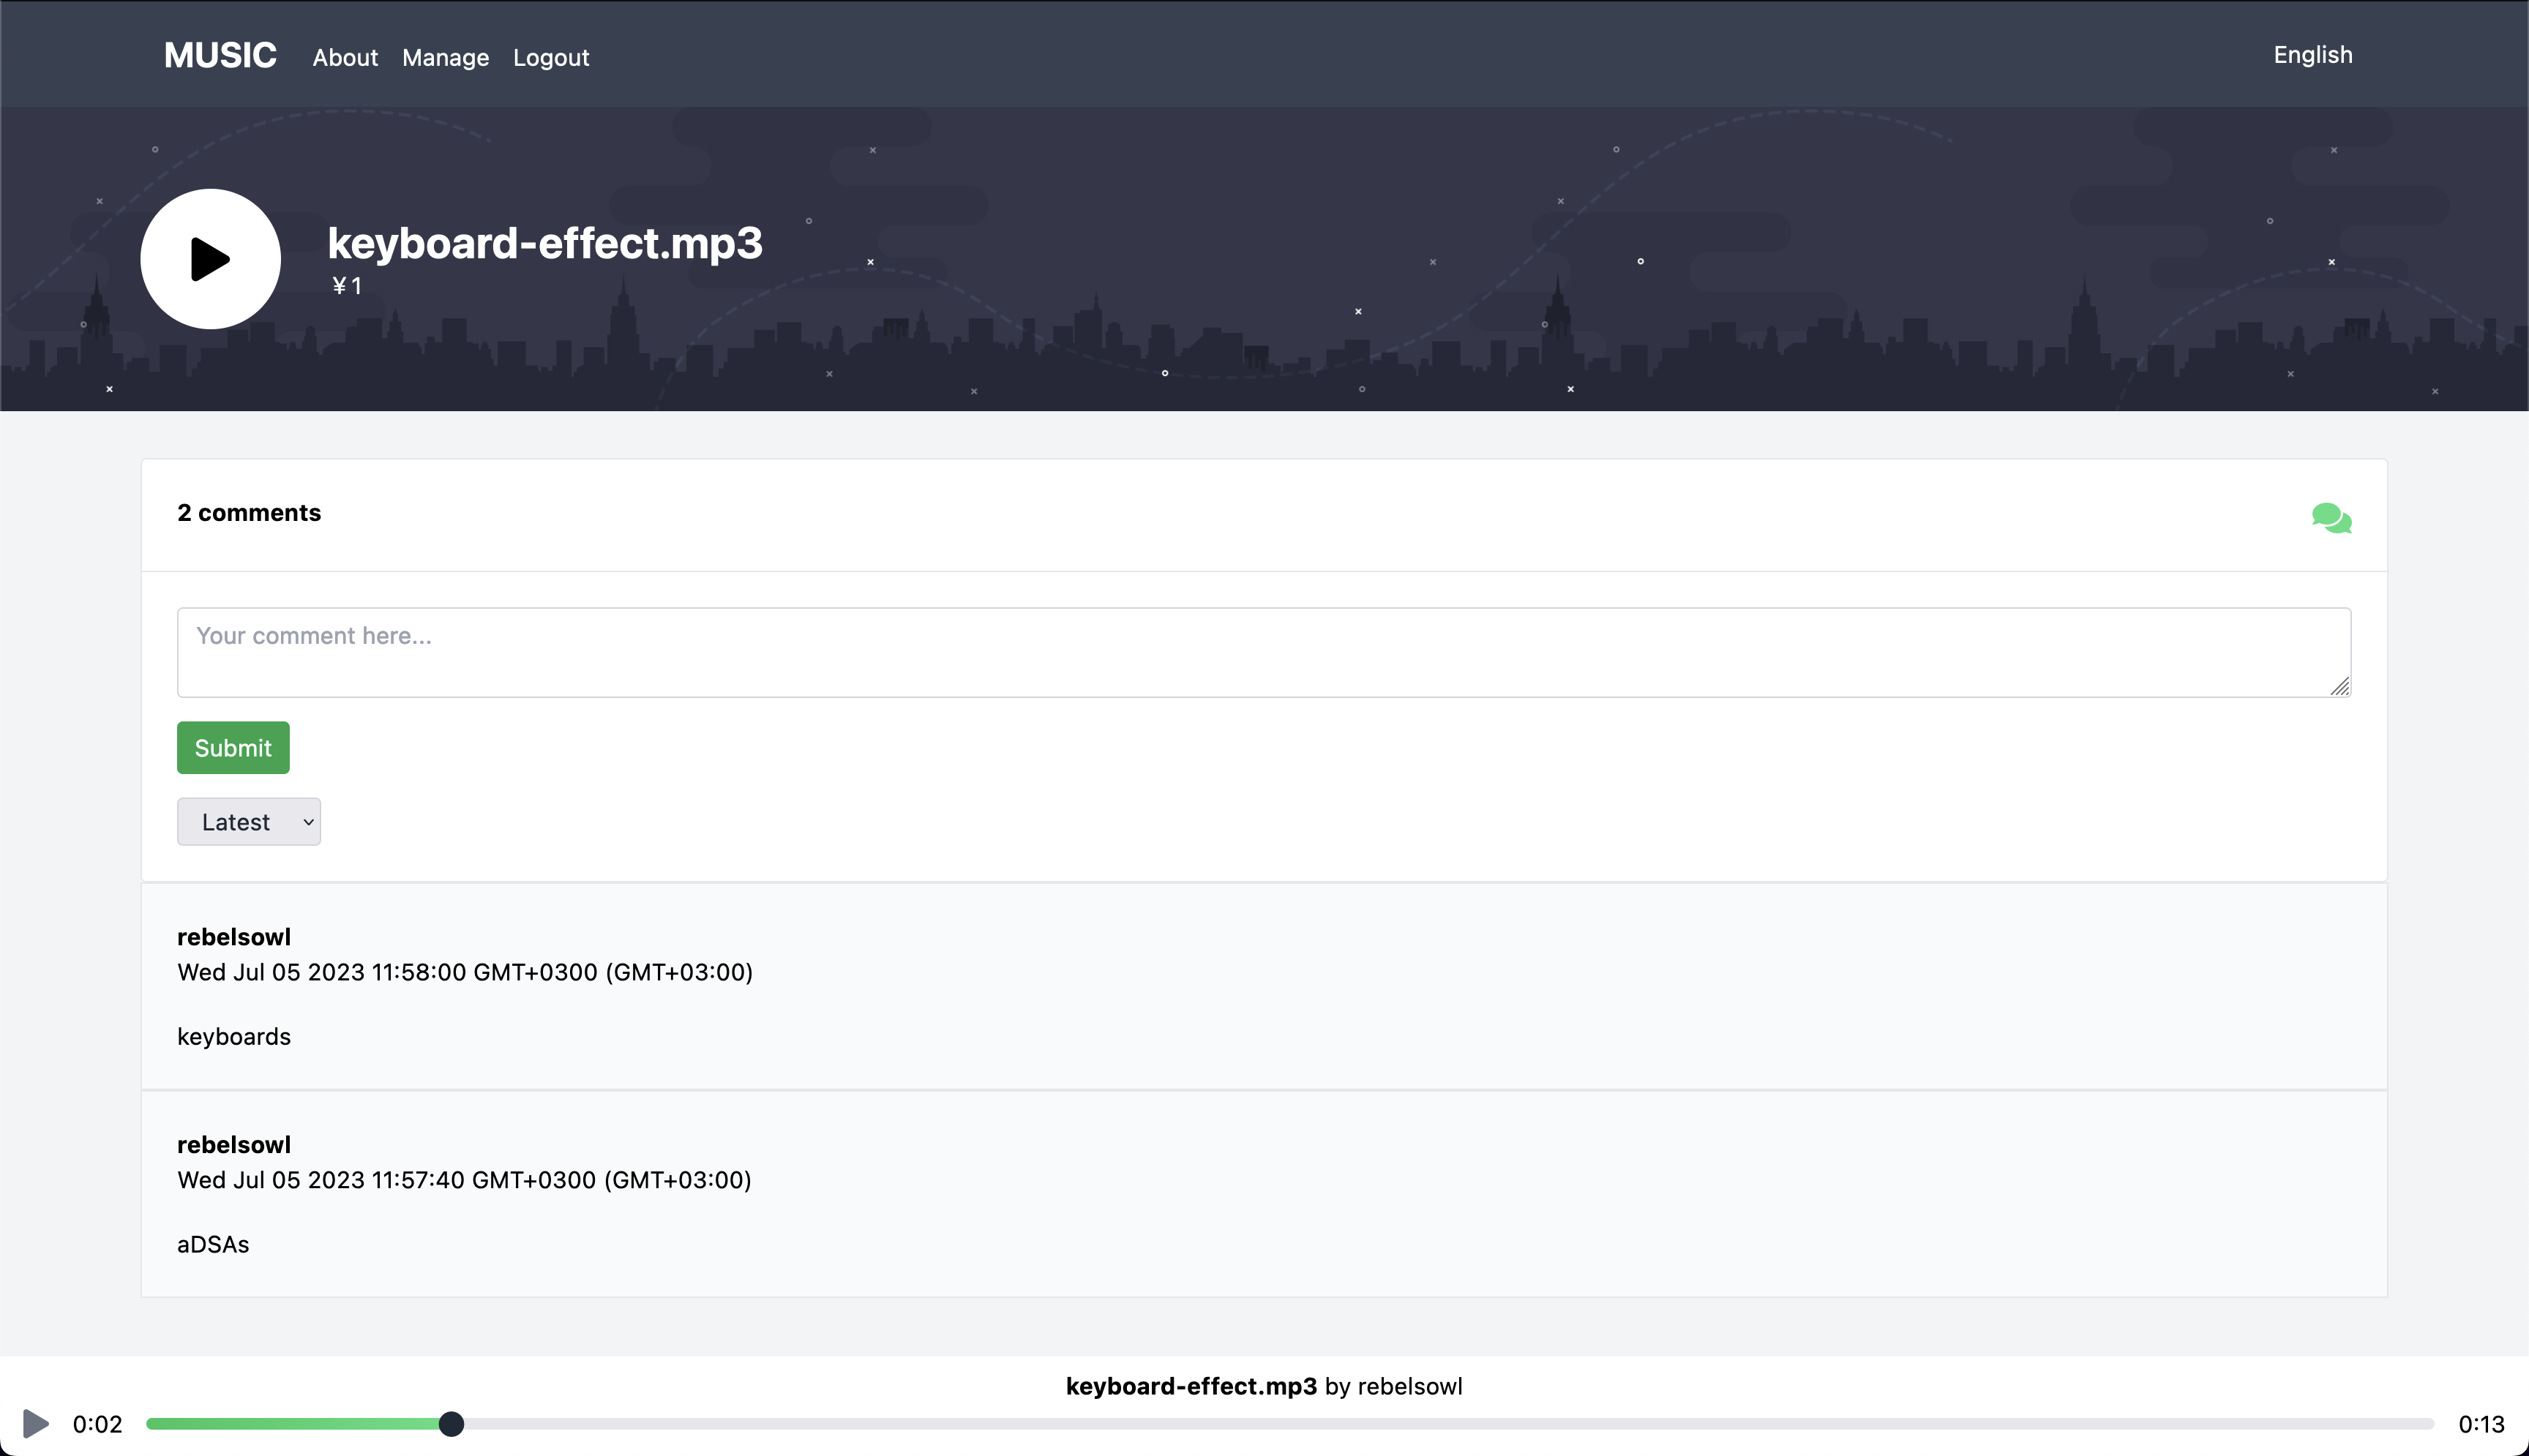 MUSIC About Manage Logout English
keyboard-effect.mp3
¥ 1
2 comments
Your comment here...
Submit
Latest
rebelsowl
Wed Jul 05 2023 11:58:00 GMT+0300 (GMT+03:00)
keyboards
rebelsowl
Wed Jul 05 2023 11:57:40 GMT+0300 (GMT+03:00)
aDSAs
keyboard-effect.mp3 by rebelsowl
0:02 0:13